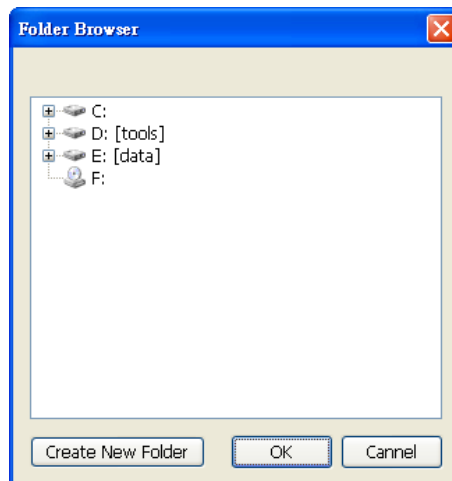 Folder Browser
C:
D: [tools]
E: [data]
F:
Create New Folder OK Cannel